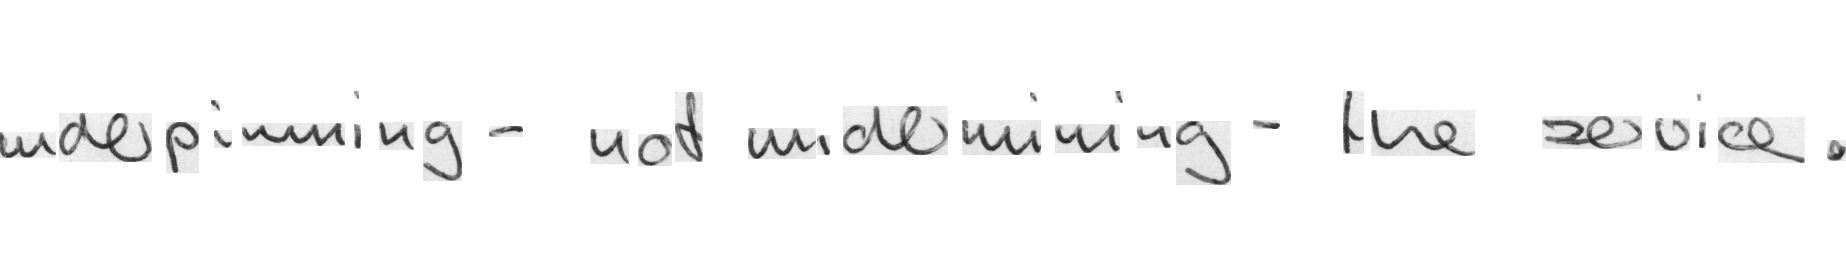 underpinning - not undermining - the service.